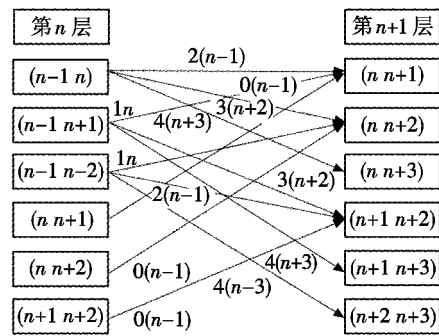 第n层
第n+1层
(n−1 n)
(n−1 n+1)
(n−1 n−2)
(n n+1)
(n n+2)
(n+1 n+2)
2(n−1)
0(n−1)
3(n+2)
1n
4(n+3)
1n
2(n−1)
3(n+2)
0(n−1)
4(n+3)
4(n−3)
0(n−1)
(n n+1)
(n n+2)
(n n+3)
(n+1 n+2)
(n+1 n+3)
(n+2 n+3)